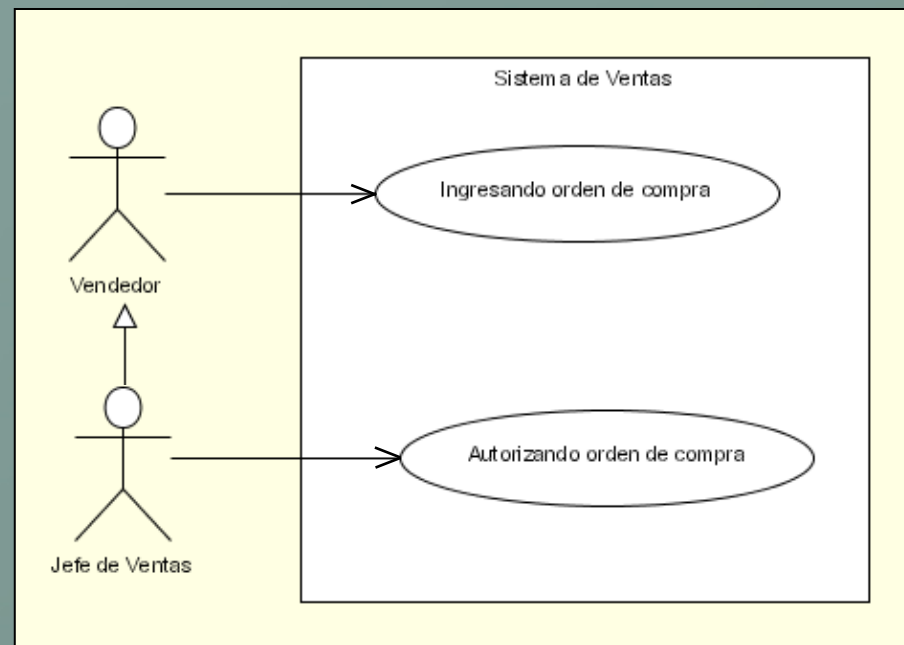 Sistema de Ventas
Ingresando orden de compra
Vendedor
Autorizando orden de compra
Jefe de Ventas